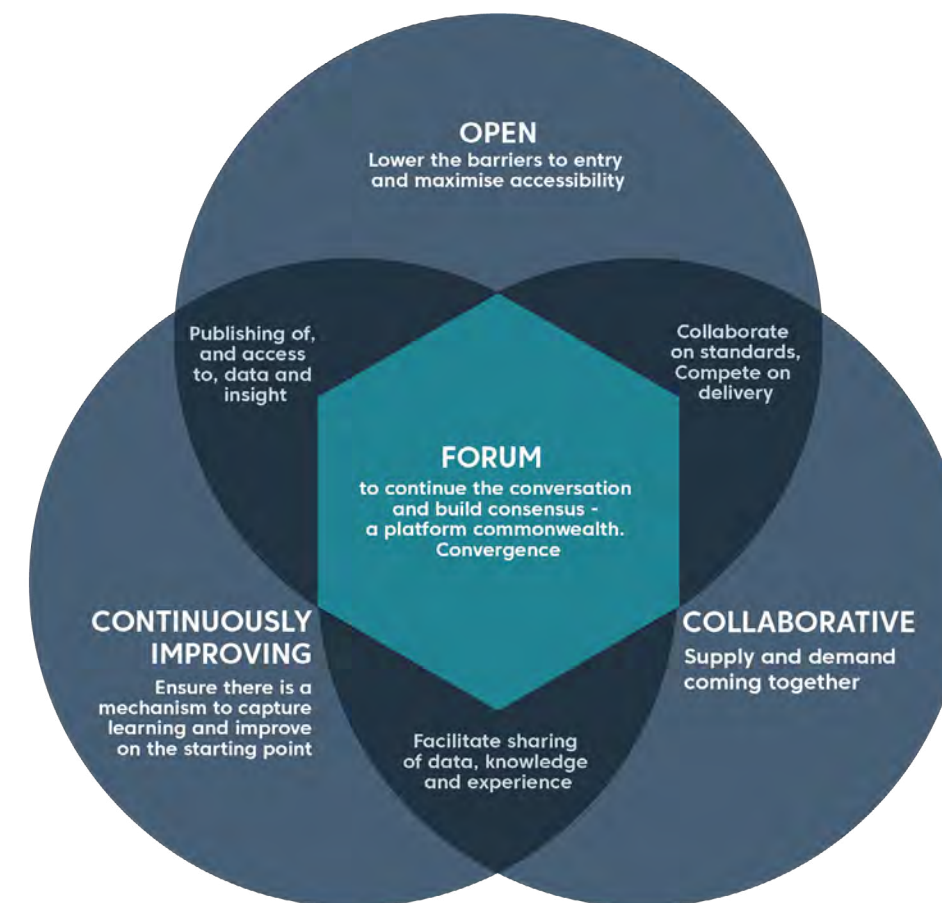 OPEN
Lower the barriers to entry
and maximise accessibility
Publishing of,
and access
to, data and
insight
Collaborate
on standards,
Compete on
delivery
FORUM
to continue the conversation
and build consensus -
a platform commonwealth.
Convergence
CONTINUOUSLY
IMPROVING
Ensure there is a
mechanism to capture
learning and improve
on the starting point
COLLABORATIVE
Supply and demand
coming together
Facilitate sharing
of data, knowledge
and experience